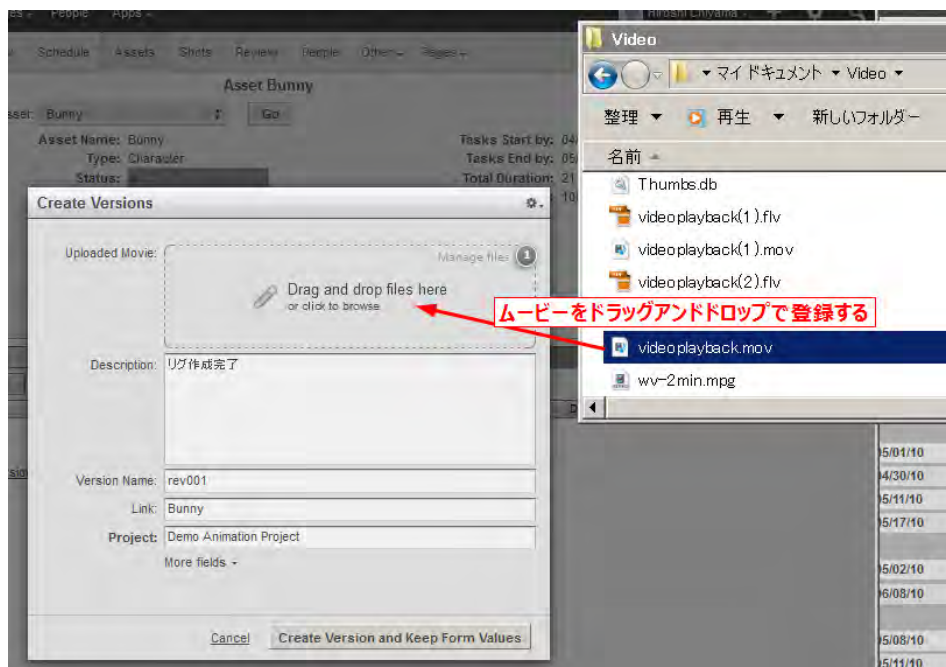 People Apps
Hiroshi Chiyama
Schedule Assets Shots Review People Other Pages
Asset Bunny
Bunny Go
Asset Name: Bunny
Type: Character
Status:
Tasks Start by:
Tasks End by:
Total Duration: 21
Create Versions
Uploaded Movie:
Manage files 1
Drag and drop files here
or click to browse
Description: リグ作成完了
Version Name: rev001
Link: Bunny
Project: Demo Animation Project
More fields
Cancel Create Version and Keep Form Values
Video
マイ ドキュメント Video
整理 再生 新しいフォルダー
名前
Thumbs.db
videoplayback(1).flv
videoplayback(1).mov
videoplayback(2).flv
ムービーをドラッグアンドドロップで登録する
videoplayback.mov
wv-2min.mpg
05/01/10
04/30/10
05/11/10
05/17/10
05/02/10
06/08/10
05/08/10
05/11/10